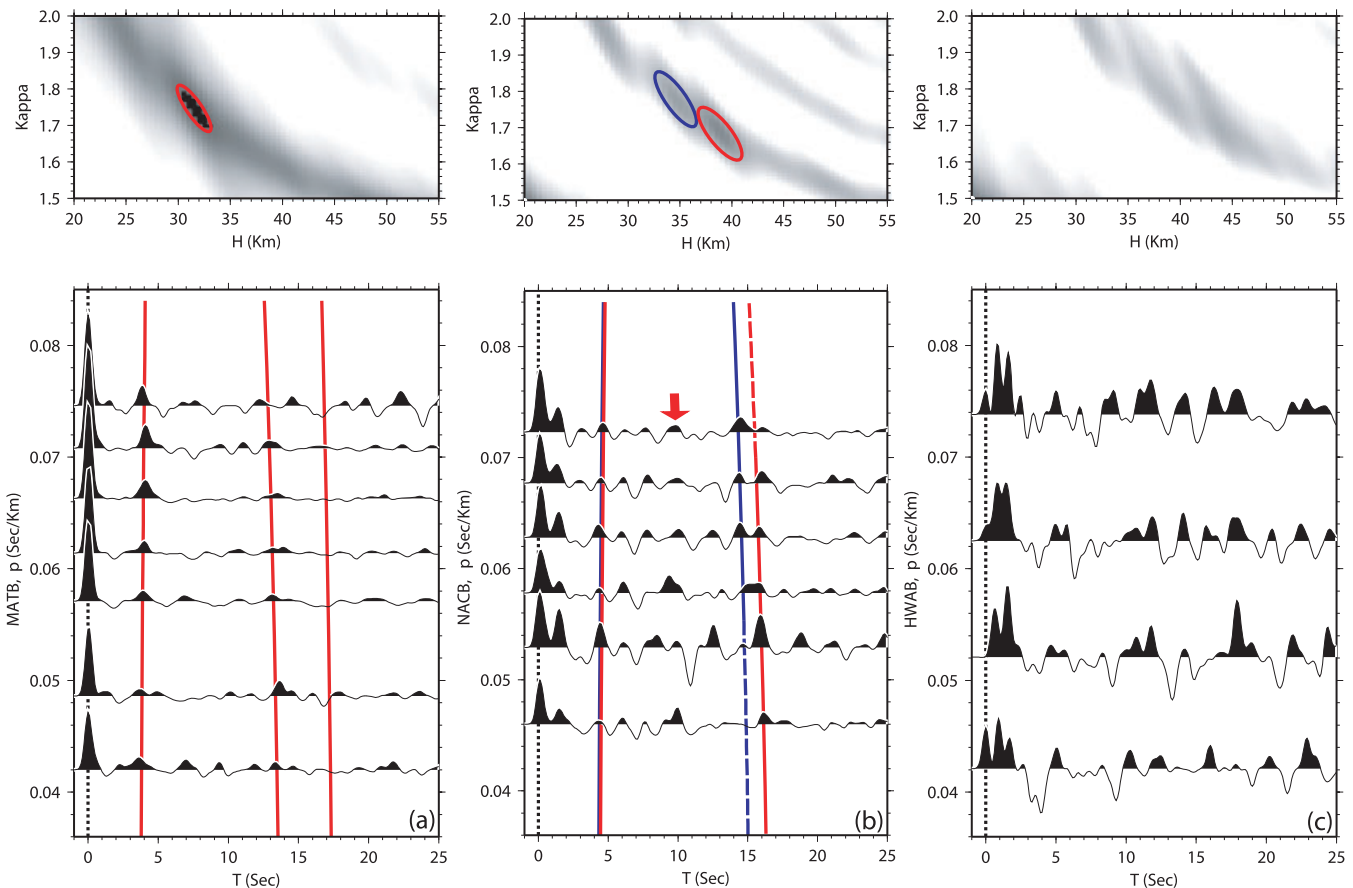 2.0
1.9
1.8
1.7
1.6
1.5
Kappa
20 25 30 35 40 45 50 55
H (Km)
2.0
1.9
1.8
1.7
1.6
1.5
Kappa
20 25 30 35 40 45 50 55
H (Km)
2.0
1.9
1.8
1.7
1.6
1.5
Kappa
20 25 30 35 40 45 50 55
H (Km)
0.08
0.07
0.06
0.05
0.04
MATB, p (Sec/Km)
(a)
0 5 10 15 20 25
T (Sec)
0.08
0.07
0.06
0.05
0.04
NACB, p (Sec/Km)
(b)
0 5 10 15 20 25
T (Sec)
0.08
0.07
0.06
0.05
0.04
HWAB, p (Sec/Km)
(c)
0 5 10 15 20 25
T (Sec)